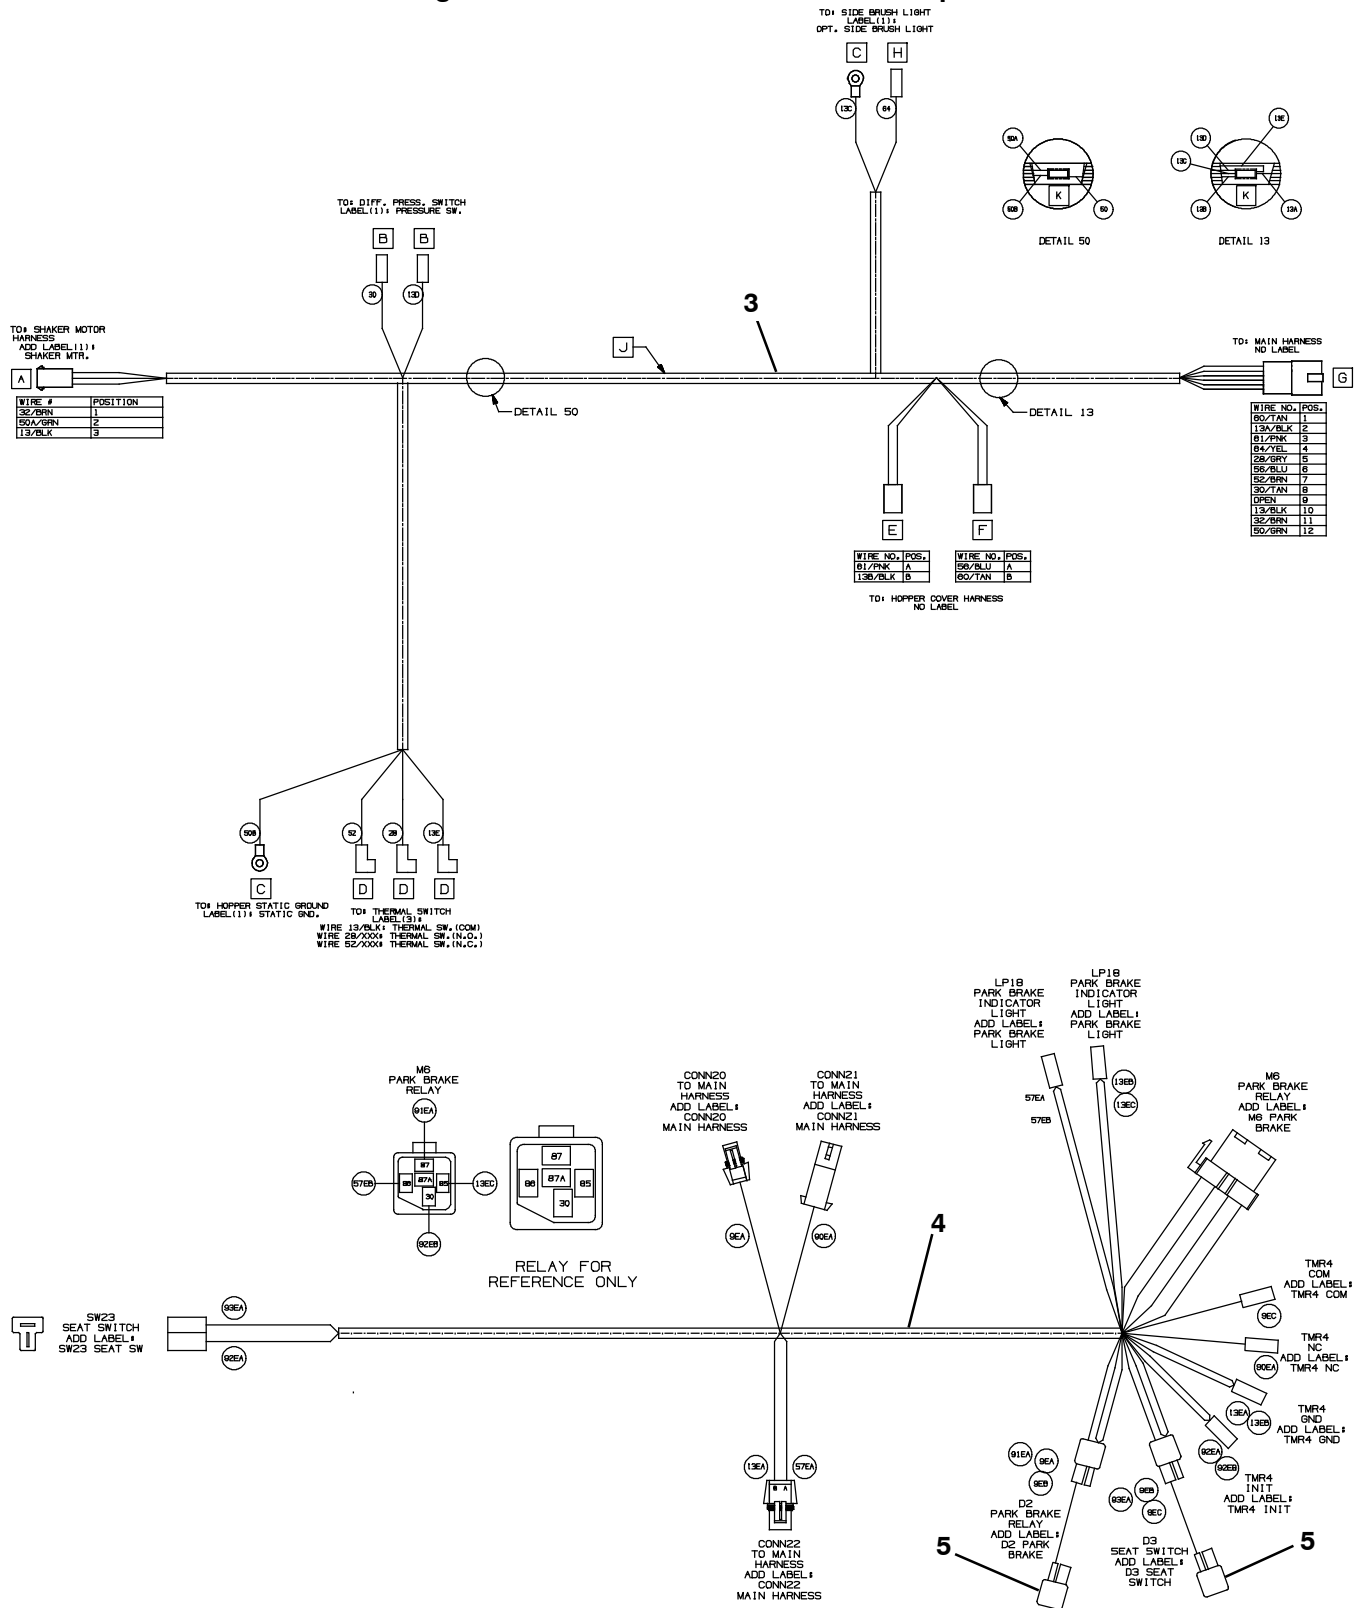 TO: SIDE BRUSH LIGHT
LABEL(1):
OPT. SIDE BRUSH LIGHT
C
H
13C
64
50A
50B
50
K
DETAIL 50
13E
13D
13C
13B
13A
K
DETAIL 13
TO: DIFF. PRESS. SWITCH
LABEL(1): PRESSURE SW.
B
B
30
13D
3
J
TO: SHAKER MOTOR
HARNESS
ADD LABEL(1):
SHAKER MTR.
A
WIRE # POSITION
32/BRN 1
50A/GRN 2
13/BLK 3
DETAIL 50
DETAIL 13
TO: MAIN HARNESS
NO LABEL
G
WIRE NO. POS.
60/TAN 1
13A/BLK 2
61/PNK 3
64/YEL 4
28/GRY 5
56/BLU 6
52/BRN 7
30/TAN 8
OPEN 9
13/BLK 10
32/BRN 11
50/GRN 12
E
F
WIRE NO. POS.
61/PNK A
13B/BLK B
WIRE NO. POS.
56/BLU A
60/TAN B
TO: HOPPER COVER HARNESS
NO LABEL
50B
52
28
13E
C
D
D
D
TO: HOPPER STATIC GROUND
LABEL(1): STATIC GND.
TO: THERMAL SWITCH
LABEL(3):
WIRE 13/BLK: THERMAL SW.(COM)
WIRE 28/XXX: THERMAL SW.(N.O.)
WIRE 52/XXX: THERMAL SW.(N.C.)
LP18
PARK BRAKE
INDICATOR
LIGHT
ADD LABEL:
PARK BRAKE
LIGHT
LP18
PARK BRAKE
INDICATOR
LIGHT
ADD LABEL:
PARK BRAKE
LIGHT
57EA
57EB
13EB
13EC
M6
PARK BRAKE
RELAY
ADD LABEL:
M6 PARK
BRAKE
M6
PARK BRAKE
RELAY
91EA
87
86
87A
85
30
57EB
13EC
92EB
87
86
87A
85
30
RELAY FOR
REFERENCE ONLY
CONN20
TO MAIN
HARNESS
ADD LABEL:
CONN20
MAIN HARNESS
CONN21
TO MAIN
HARNESS
ADD LABEL:
CONN21
MAIN HARNESS
9EA
90EA
4
SW23
SEAT SWITCH
ADD LABEL:
SW23 SEAT SW
93EA
92EA
TMR4
COM
ADD LABEL:
TMR4 COM
9EC
TMR4
NC
ADD LABEL:
TMR4 NC
90EA
TMR4
GND
ADD LABEL:
TMR4 GND
13EA
13EB
TMR4
INIT
ADD LABEL:
TMR4 INIT
92EA
92EB
13EA
57EA
B A
CONN22
TO MAIN
HARNESS
ADD LABEL:
CONN22
MAIN HARNESS
91EA
9EA
9EB
D2
PARK BRAKE
RELAY
ADD LABEL:
D2 PARK
BRAKE
93EA
9EB
9EC
D3
SEAT SWITCH
ADD LABEL:
D3 SEAT
SWITCH
5
5